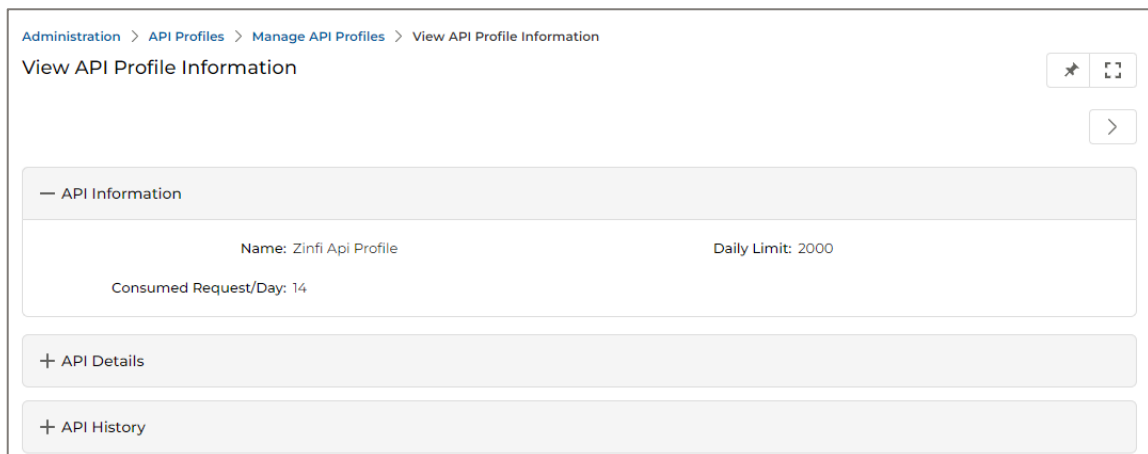 Administration > API Profiles > Manage API Profiles > View API Profile Information
View API Profile Information
API Information
Name: Zinfi Api Profile Daily Limit: 2000
Consumed Request/Day: 14
API Details
API History